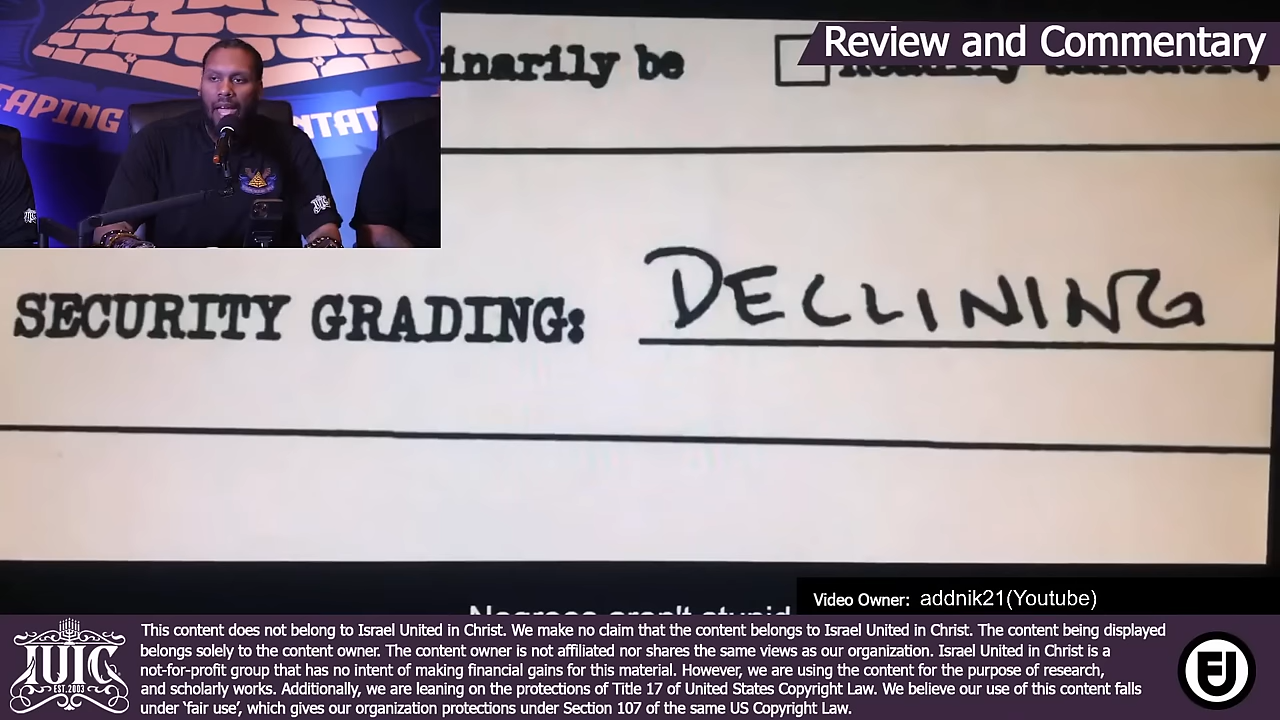 Review and Commentary
inarily be
CAPING
NTAT
SECURITY GRADING: DECLINING
Negroes aren't stupid
Video Owner: addnik21(Youtube)
IUIC
EST.2003
This content does not belong to Israel United in Christ. We make no claim that the content belongs to Israel United in Christ. The content being displayed
belongs solely to the content owner. The content owner is not affiliated nor shares the same views as our organization. Israel United in Christ is a
not-for-profit group that has no intent of making financial gains for this material. However, we are using the content for the purpose of research,
and scholarly works. Additionally, we are leaning on the protections of Title 17 of United States Copyright Law. We believe our use of this content falls
under 'fair use', which gives our organization protections under Section 107 of the same US Copyright Law.